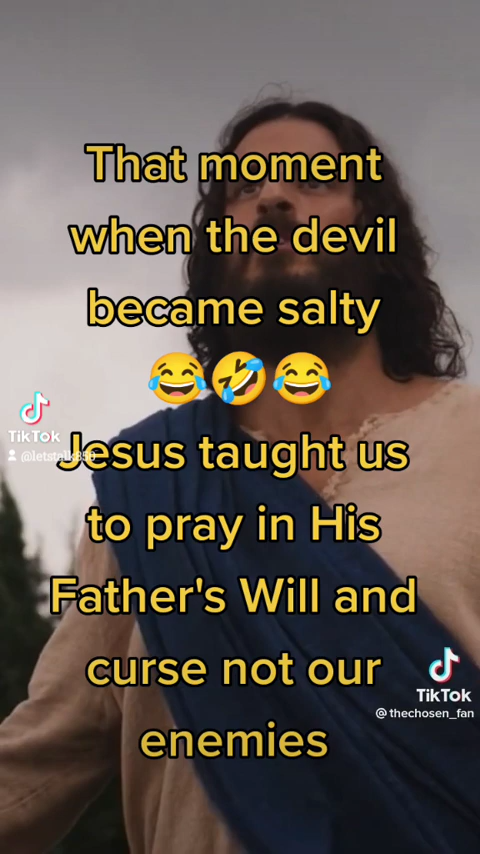 That moment
when the devil
became salty
😂🤣😂
TikTok
Jesus taught us
to pray in His
Father's Will and
curse not our
enemies
TikTok
@thechosen_fan